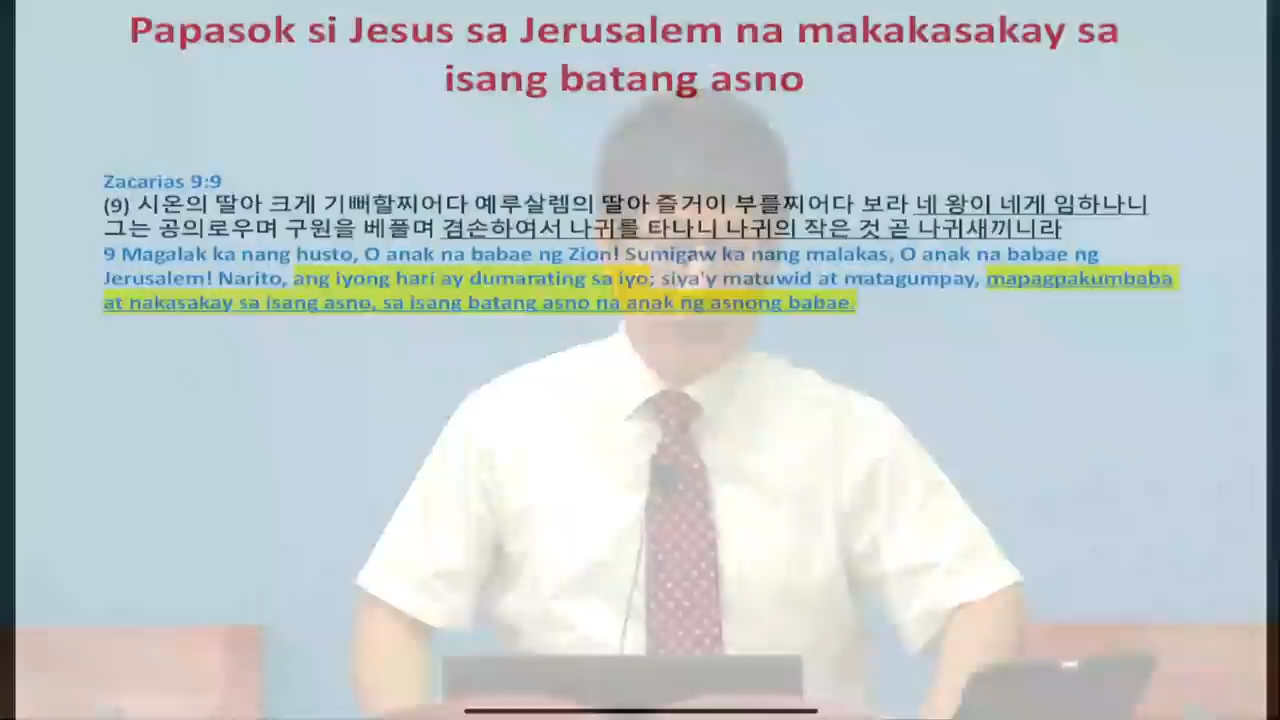 Papasok si Jesus sa Jerusalem na makakasakay sa
isang batang asno
Zacarias 9:9
(9) 시온의 딸아 크게 기뻐할찌어다 예루살렘의 딸아 즐거이 부를찌어다 보라 네 왕이 네게 임하나니
그는 공의로우며 구원을 베풀며 겸손하여서 나귀를 타나니 나귀의 작은 것 곧 나귀새끼니라
9 Magalak ka nang husto, O anak na babae ng Zion! Sumigaw ka nang malakas, O anak na babae ng
Jerusalem! Narito, ang iyong hari ay dumarating sa iyo; siya'y matuwid at matagumpay, mapagpakumbaba
at nakasakay sa isang asno, sa isang batang asno na anak ng asnong babae.